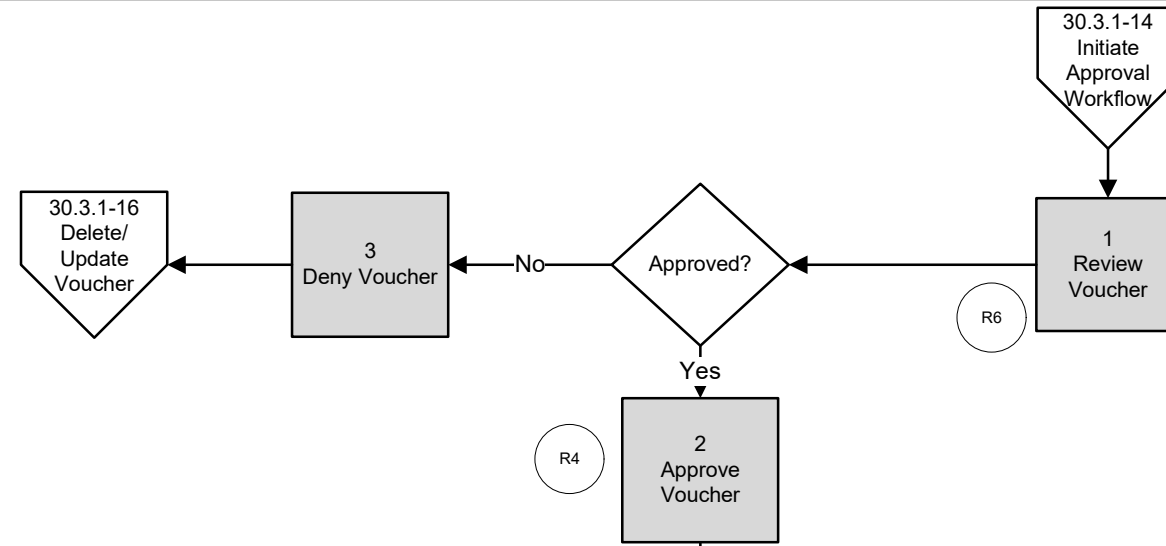 30.3.1-14
Initiate
Approval
Workflow
30.3.1-16
Delete/
Update
Voucher
3
Deny Voucher
No
Approved?
1
Review
Voucher
R6
Yes
R4
2
Approve
Voucher